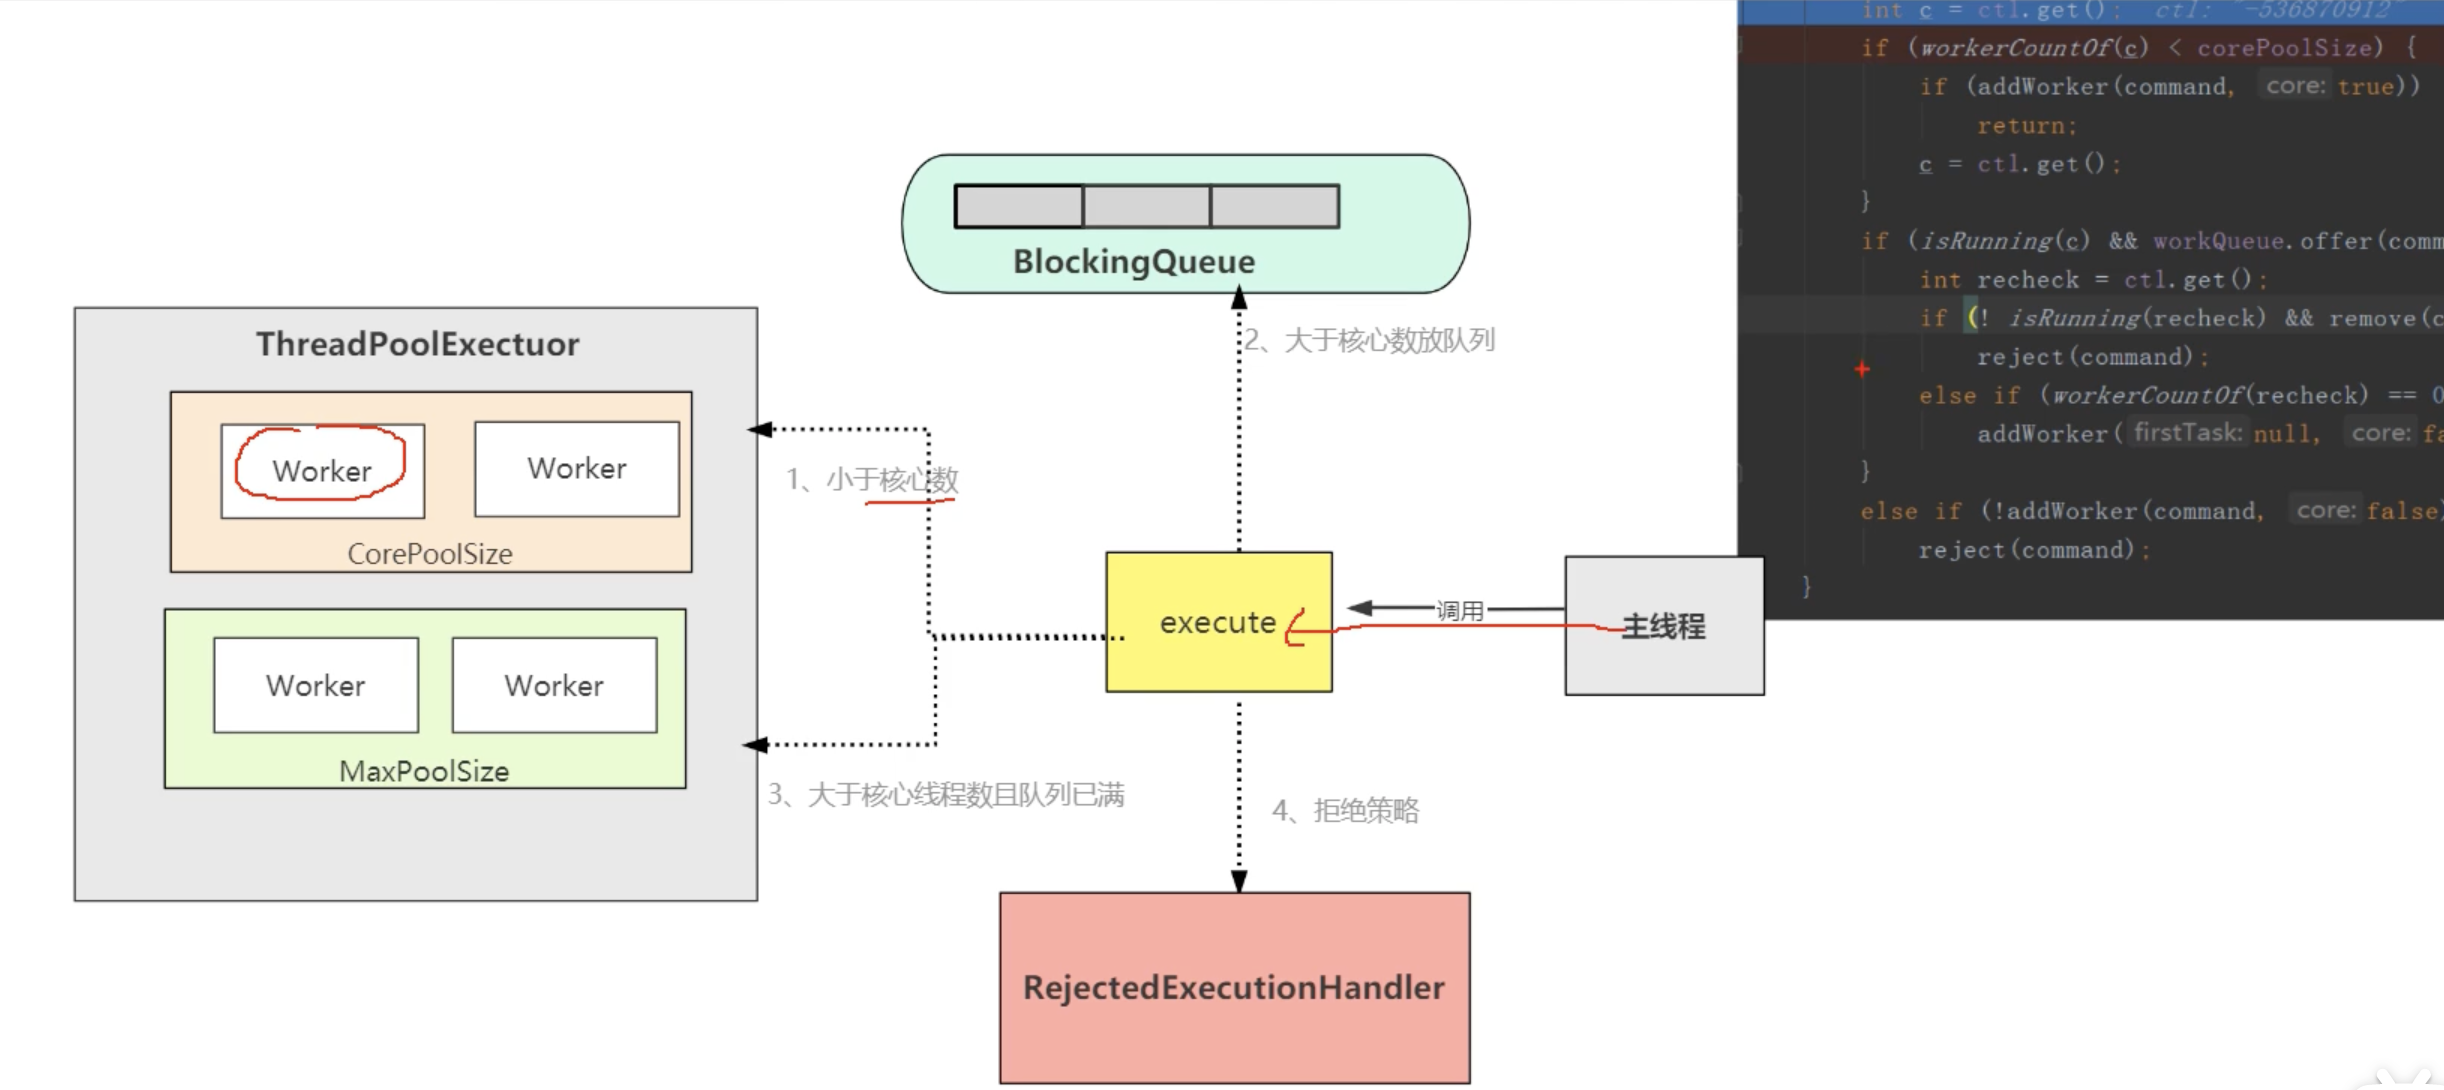 BlockingQueue
2、大于核心数放队列
ThreadPoolExectuor
Worker
Worker
CorePoolSize
1、小于核心数
Worker
Worker
MaxPoolSize
3、大于核心线程数且队列已满
execute
调用
主线程
4、拒绝策略
RejectedExecutionHandler
int c = ctl.get(); ctl: "-536870912"
if (workerCountOf(c) < corePoolSize) {
if (addWorker(command, core: true))
return;
c = ctl.get();
}
if (isRunning(c) && workQueue.offer(comm
int recheck = ctl.get();
if (! isRunning(recheck) && remove(c
reject(command);
else if (workerCountOf(recheck) == 0
addWorker( firstTask: null, core: fa
}
else if (!addWorker(command, core: false)
reject(command);
}